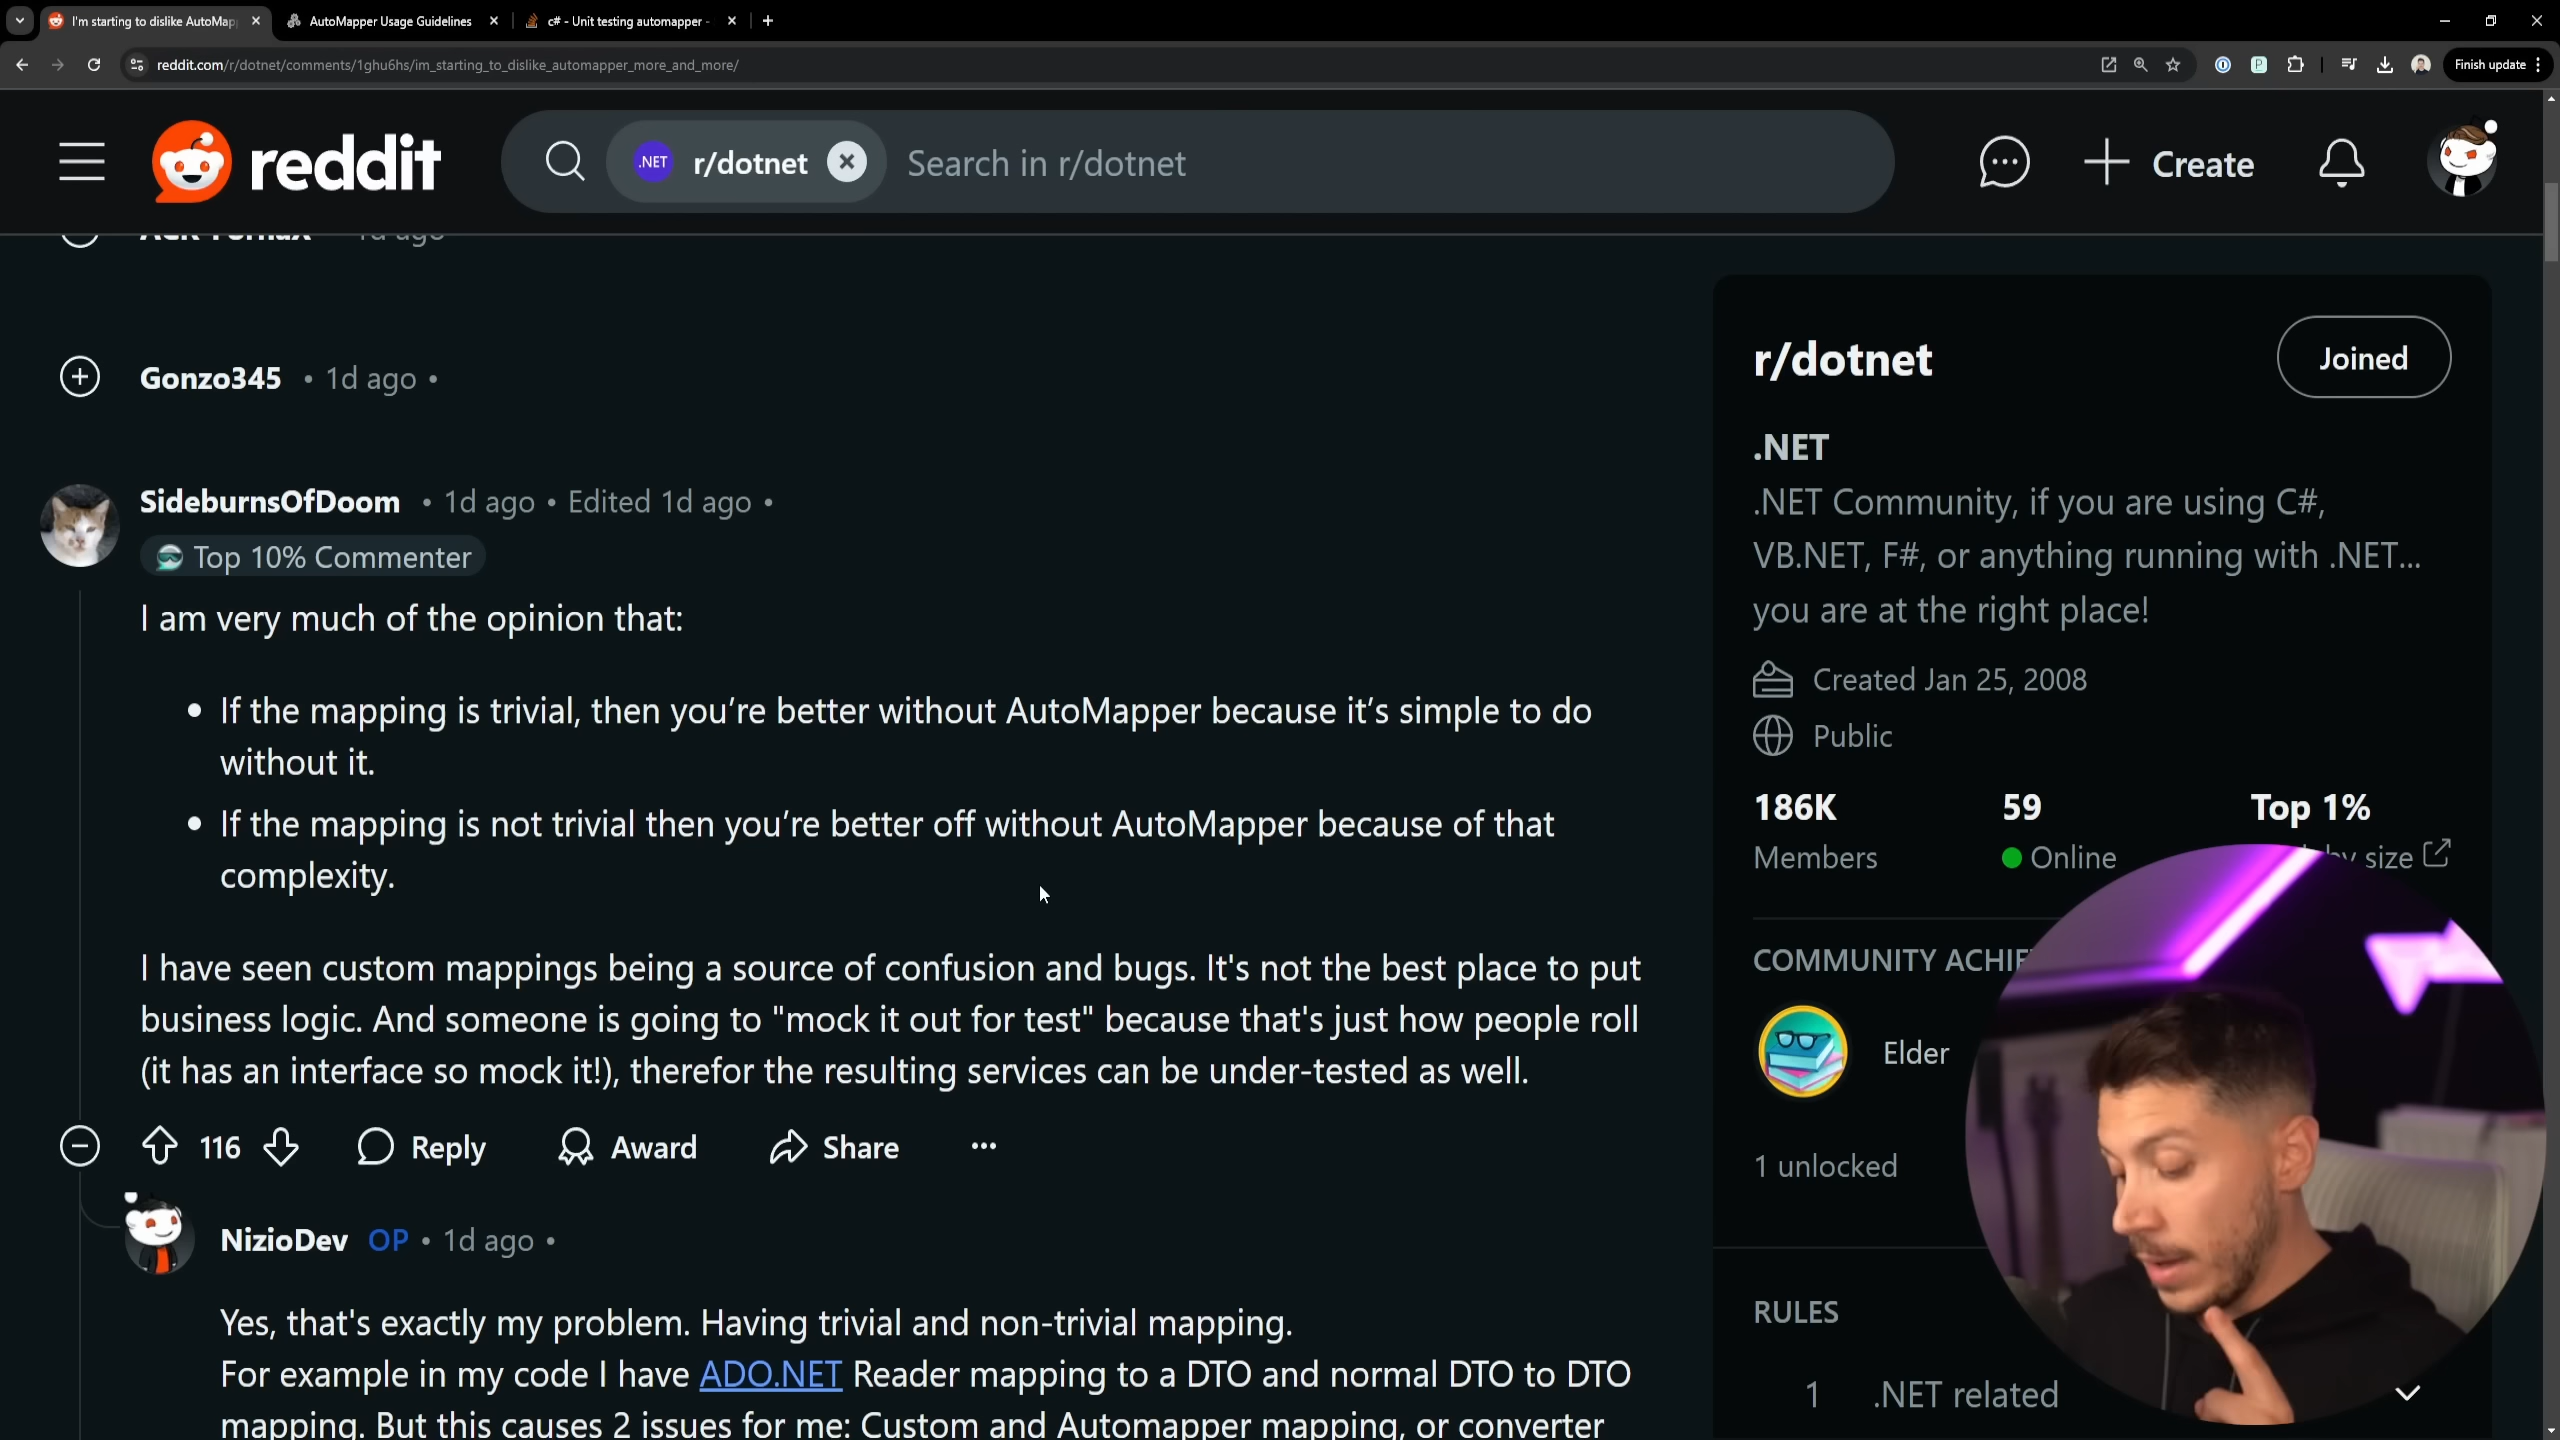 I'm starting to dislike AutoMap
AutoMapper Usage Guidelines
c# - Unit testing automapper -
reddit.com/r/dotnet/comments/1ghu6hs/im_starting_to_dislike_automapper_more_and_more/
Finish update
reddit
.NET r/dotnet
Search in r/dotnet
Create
Gonzo345 • 1d ago •
SideburnsOfDoom • 1d ago • Edited 1d ago •
Top 10% Commenter
I am very much of the opinion that:
• If the mapping is trivial, then you’re better without AutoMapper because it’s simple to do
without it.
• If the mapping is not trivial then you’re better off without AutoMapper because of that
complexity.
I have seen custom mappings being a source of confusion and bugs. It's not the best place to put
business logic. And someone is going to "mock it out for test" because that's just how people roll
(it has an interface so mock it!), therefor the resulting services can be under-tested as well.
116
Reply
Award
Share
NizioDev OP • 1d ago •
Yes, that's exactly my problem. Having trivial and non-trivial mapping.
For example in my code I have ADO.NET Reader mapping to a DTO and normal DTO to DTO
mapping. But this causes 2 issues for me: Custom and Automapper mapping, or converter
r/dotnet
Joined
.NET
.NET Community, if you are using C#,
VB.NET, F#, or anything running with .NET...
you are at the right place!
Created Jan 25, 2008
Public
186K 59 Top 1%
Members Online by size
COMMUNITY ACHIE
Elder
1 unlocked
RULES
1 .NET related